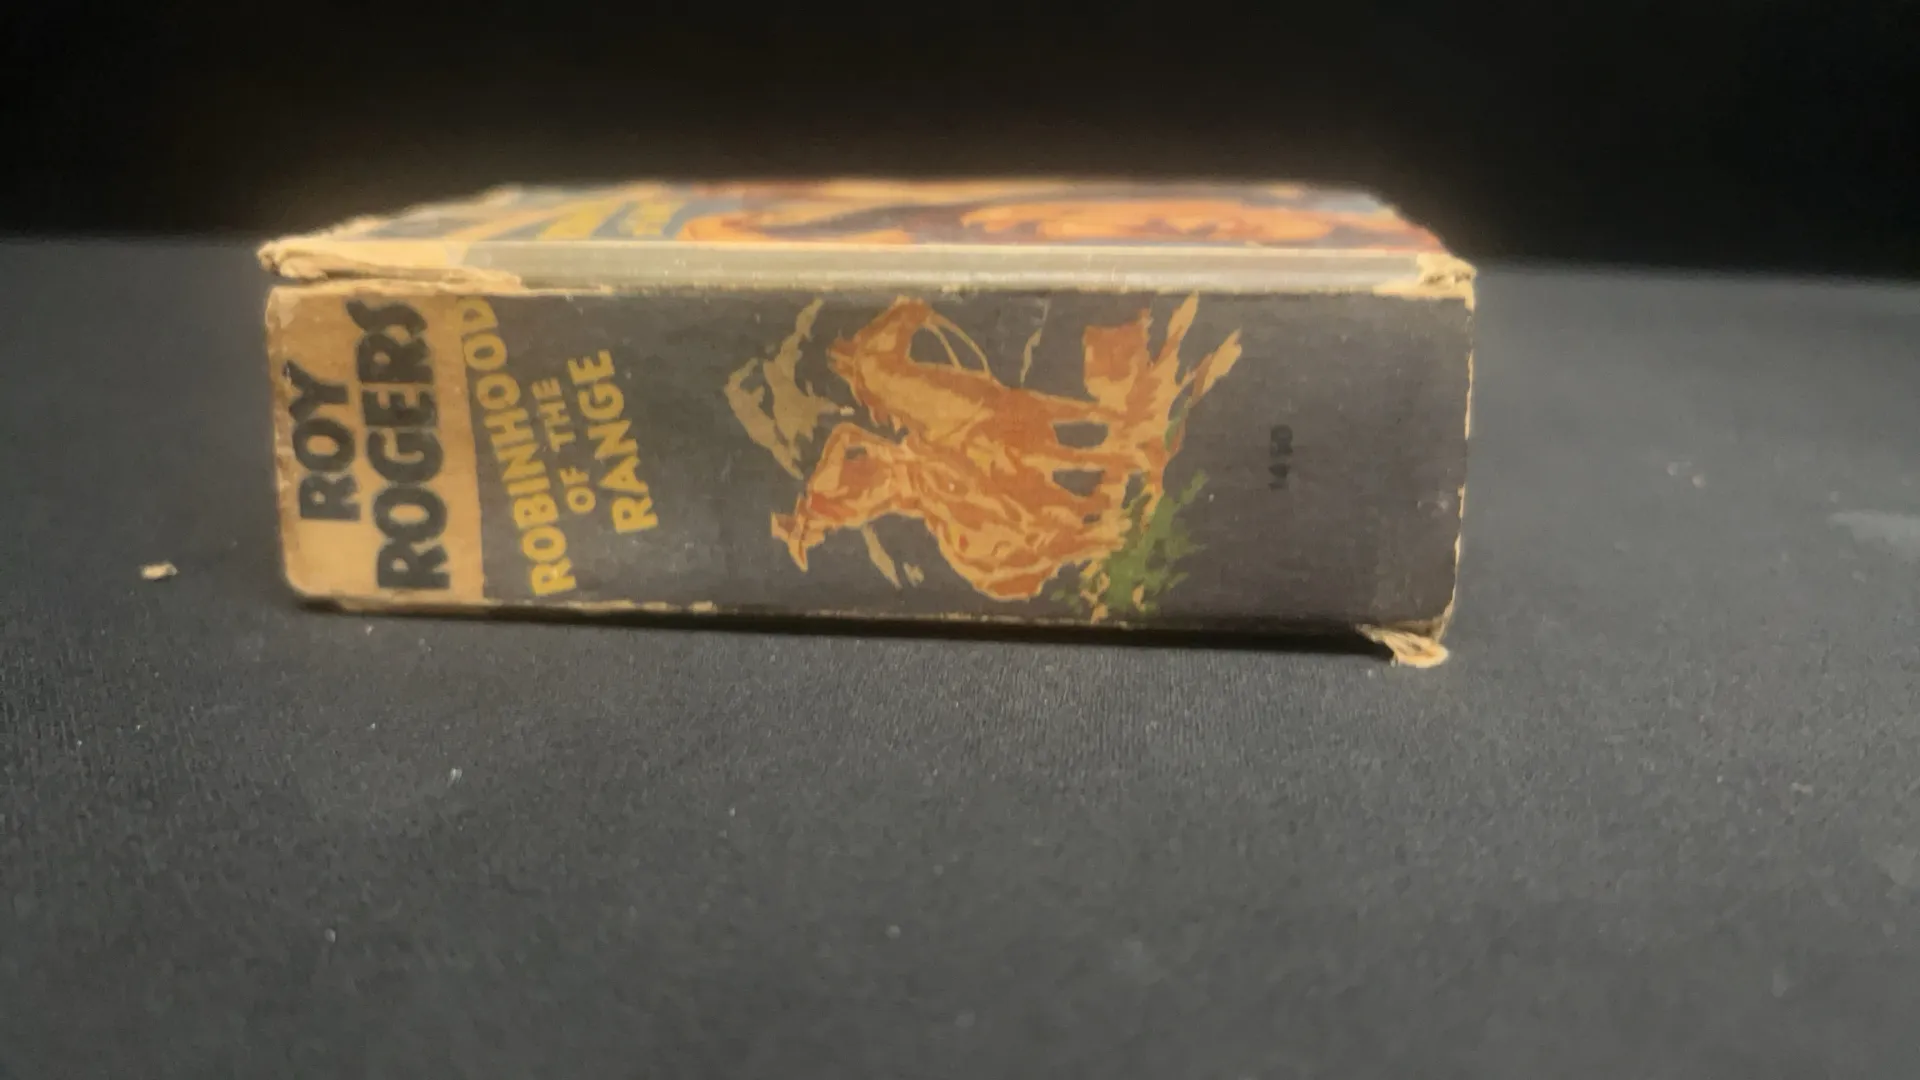 ROY
ROGERS
ROBINHOOD
OF THE
RANGE